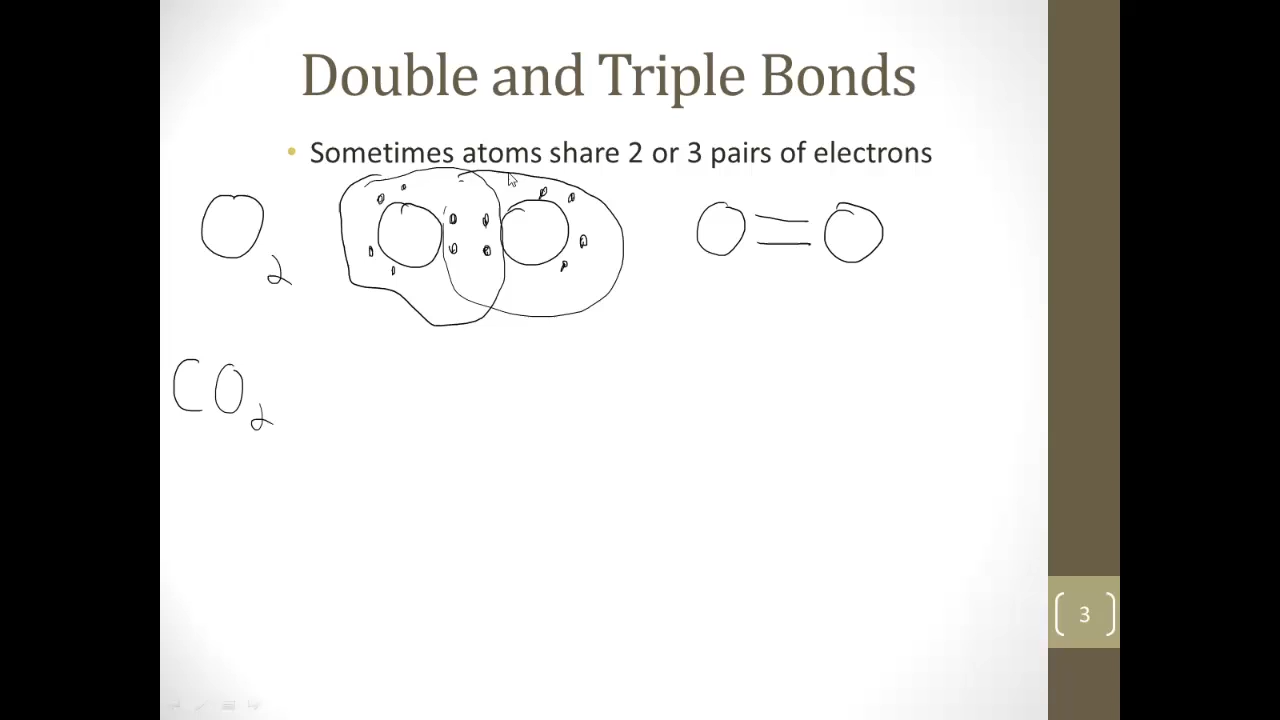 Double and Triple Bonds
• Sometimes atoms share 2 or 3 pairs of electrons
O2
O=O
CO2
3